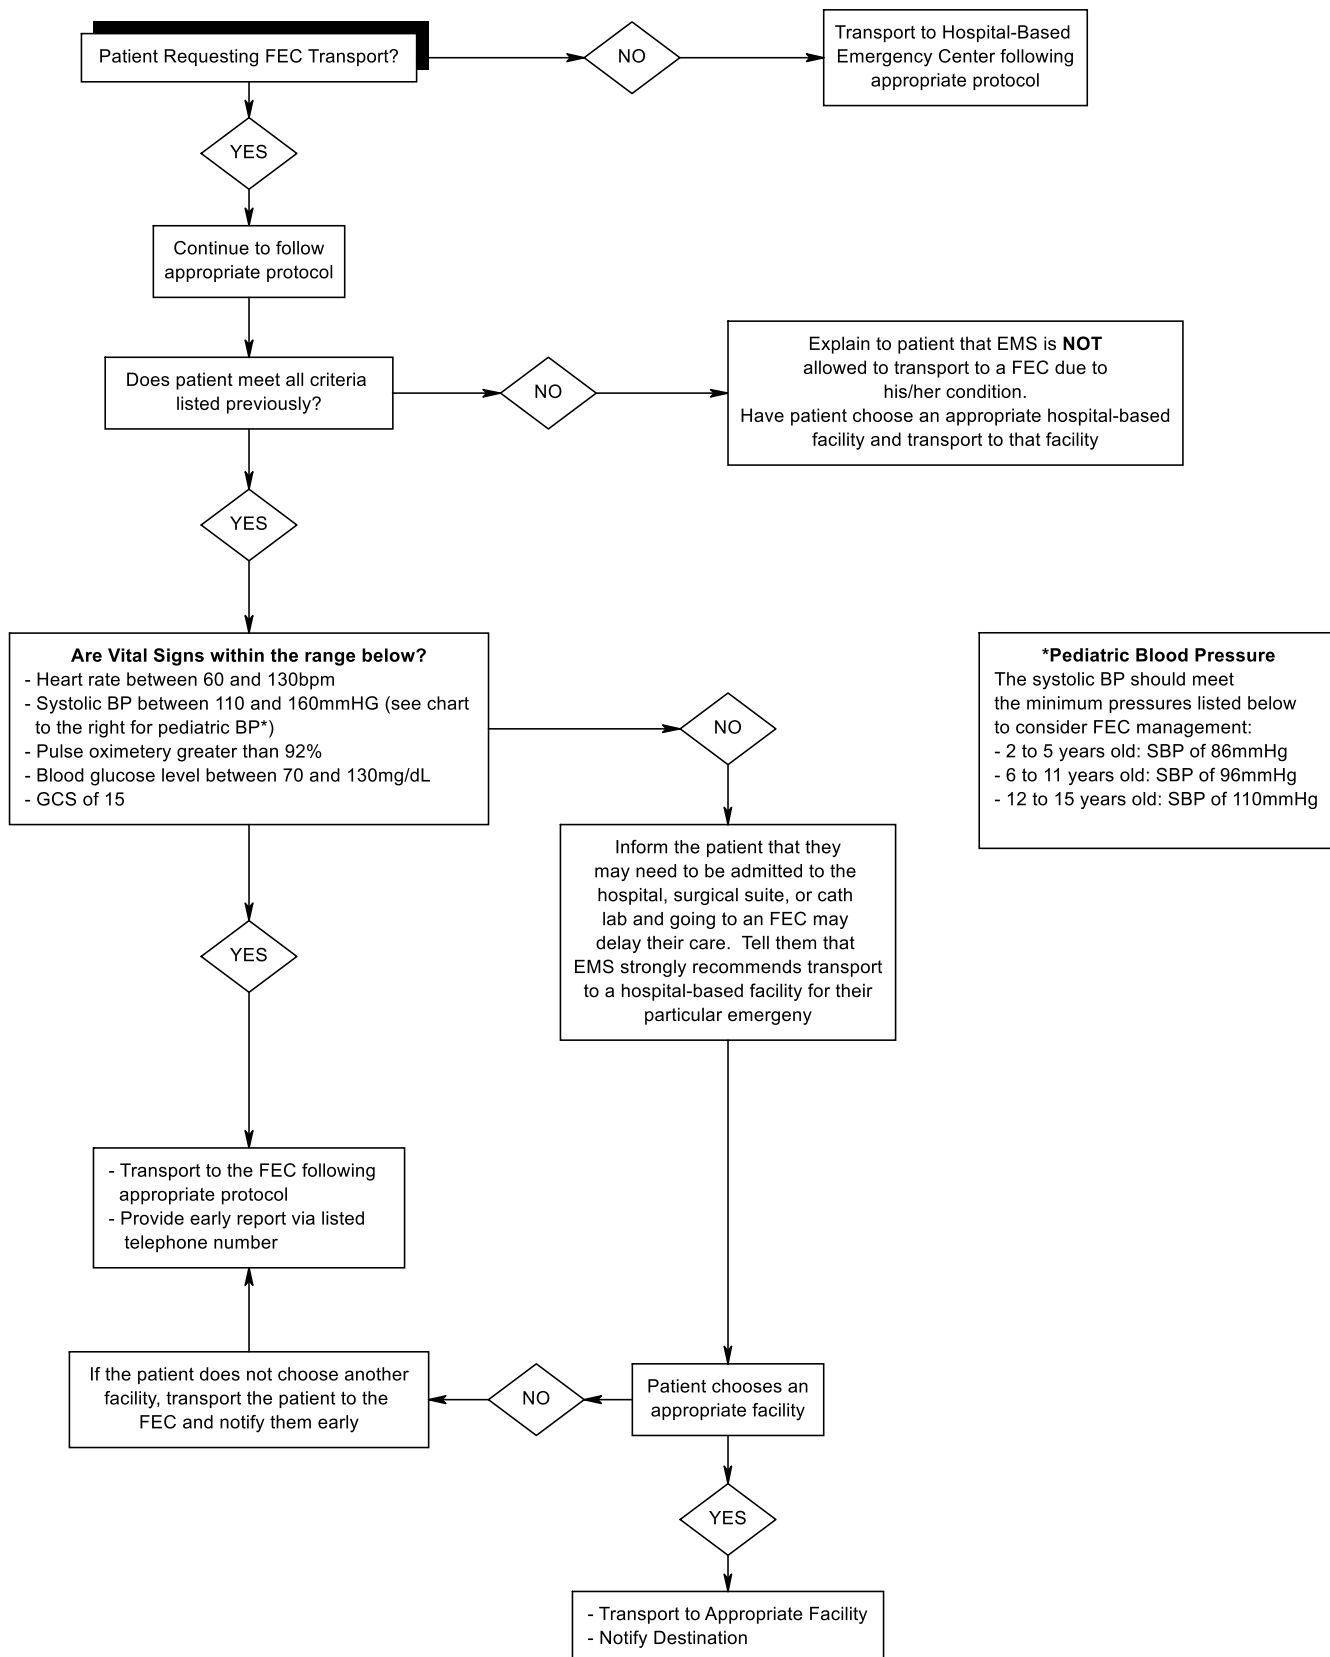 Patient Requesting FEC Transport?
NO
Transport to Hospital-Based
Emergency Center following
appropriate protocol
YES
Continue to follow
appropriate protocol
Does patient meet all criteria
listed previously?
NO
Explain to patient that EMS is NOT
allowed to transport to a FEC due to
his/her condition.
Have patient choose an appropriate hospital-based
facility and transport to that facility
YES
Are Vital Signs within the range below?
- Heart rate between 60 and 130bpm
- Systolic BP between 110 and 160mmHG (see chart
to the right for pediatric BP*)
- Pulse oximetery greater than 92%
- Blood glucose level between 70 and 130mg/dL
- GCS of 15
NO
*Pediatric Blood Pressure
The systolic BP should meet
the minimum pressures listed below
to consider FEC management:
- 2 to 5 years old: SBP of 86mmHg
- 6 to 11 years old: SBP of 96mmHg
- 12 to 15 years old: SBP of 110mmHg
Inform the patient that they
may need to be admitted to the
hospital, surgical suite, or cath
lab and going to an FEC may
delay their care.  Tell them that
EMS strongly recommends transport
to a hospital-based facility for their
particular emergeny
YES
- Transport to the FEC following
appropriate protocol
- Provide early report via listed
telephone number
If the patient does not choose another
facility, transport the patient to the
FEC and notify them early
NO
Patient chooses an
appropriate facility
YES
- Transport to Appropriate Facility
- Notify Destination